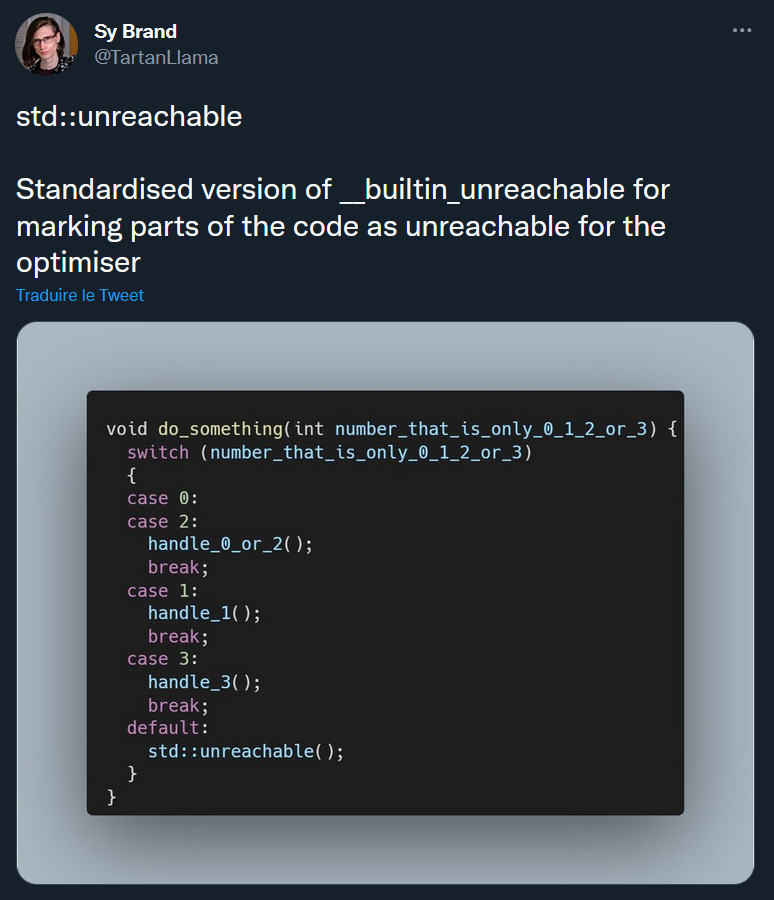 Sy Brand
@TartanLlama
std::unreachable
Standardised version of __builtin_unreachable for
marking parts of the code as unreachable for the
optimiser
Traduire le Tweet
void do_something(int number_that_is_only_0_1_2_or_3) {
  switch (number_that_is_only_0_1_2_or_3)
  {
  case 0:
  case 2:
    handle_0_or_2();
    break;
  case 1:
    handle_1();
    break;
  case 3:
    handle_3();
    break;
  default:
    std::unreachable();
  }
}